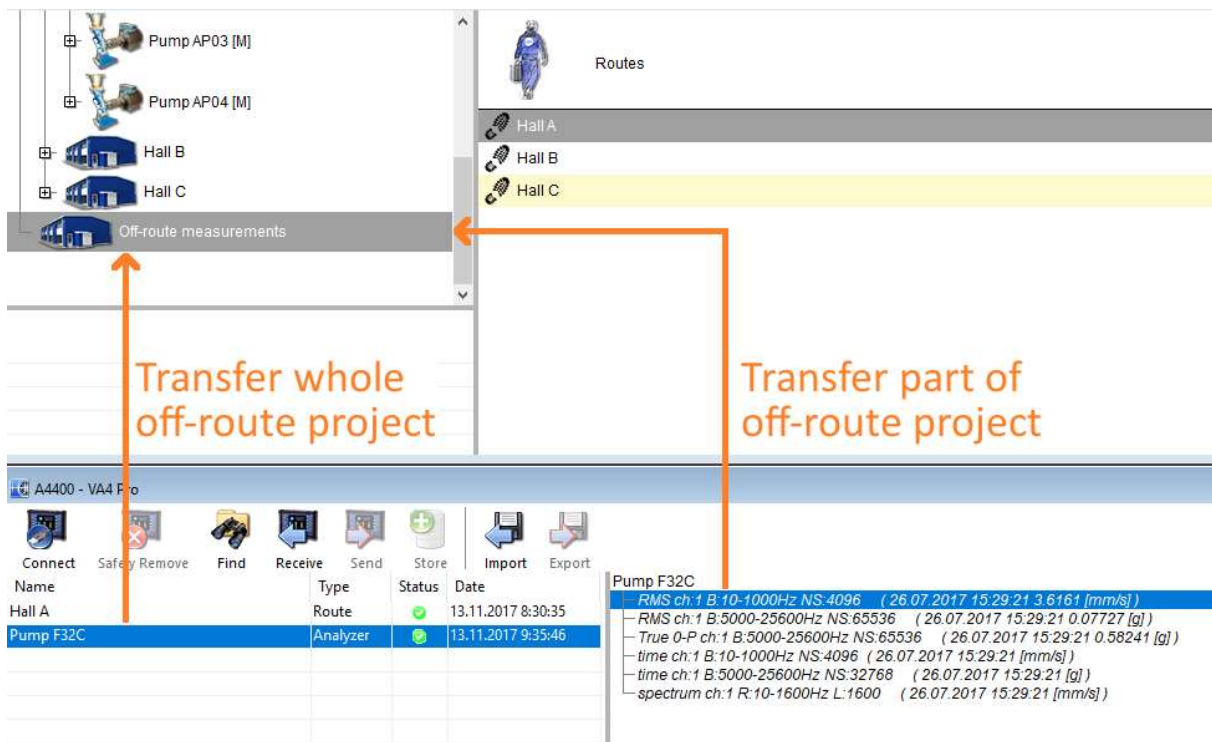 Pump AP03 [M]
Pump AP04 [M]
Hall B
Hall C
Off-route measurements
Routes
Hall A
Hall B
Hall C
Transfer whole
off-route project
Transfer part of
off-route project
A4400 - VA4 Pro
Connect Safely Remove Find Receive Send Store Import Export
Name Type Status Date
Hall A Route 13.11.2017 8:30:35
Pump F32C Analyzer 13.11.2017 9:35:46
Pump F32C
RMS ch:1 B:10-1000Hz NS:4096 ( 26.07.2017 15:29:21 3.6161 [mm/s] )
RMS ch:1 B:5000-25600Hz NS:65536 ( 26.07.2017 15:29:21 0.07727 [g] )
True 0-P ch:1 B:5000-25600Hz NS:65536 ( 26.07.2017 15:29:21 0.58241 [g] )
time ch:1 B:10-1000Hz NS:4096 ( 26.07.2017 15:29:21 [mm/s] )
time ch:1 B:5000-25600Hz NS:32768 ( 26.07.2017 15:29:21 [g] )
spectrum ch:1 R:10-1600Hz L:1600 ( 26.07.2017 15:29:21 [mm/s] )